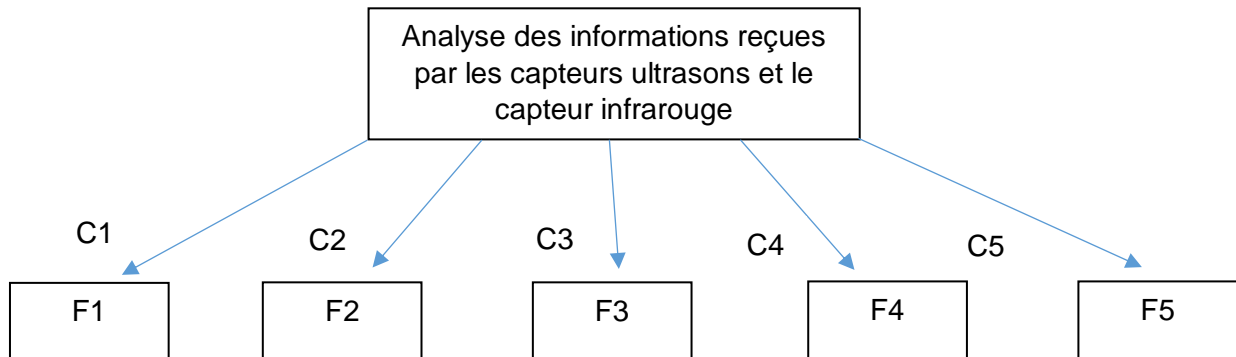 Analyse des informations reçues
par les capteurs ultrasons et le
capteur infrarouge
C1
C2
C3
C4
C5
F1
F2
F3
F4
F5